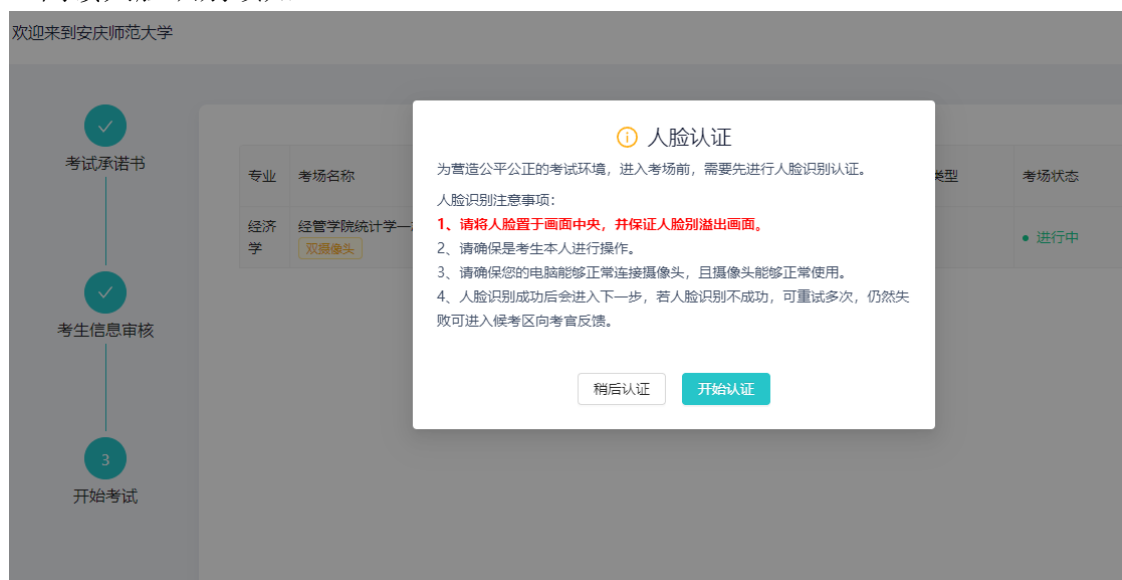 欢迎来到安庆师范大学
考试承诺书
考生信息审核
3
开始考试
专业 考场名称 类型 考场状态
经济学 经管学院统计学一
双摄像头
进行中
人脸认证
为营造公平公正的考试环境，进入考场前，需要先进行人脸识别认证。
人脸识别注意事项：
1、请将人脸置于画面中央，并保证人脸别溢出画面。
2、请确保是考生本人进行操作。
3、请确保您的电脑能够正常连接摄像头，且摄像头能够正常使用。
4、人脸识别成功后会进入下一步，若人脸识别不成功，可重试多次，仍然失
败可进入候考区向考官反馈。
稍后认证 开始认证